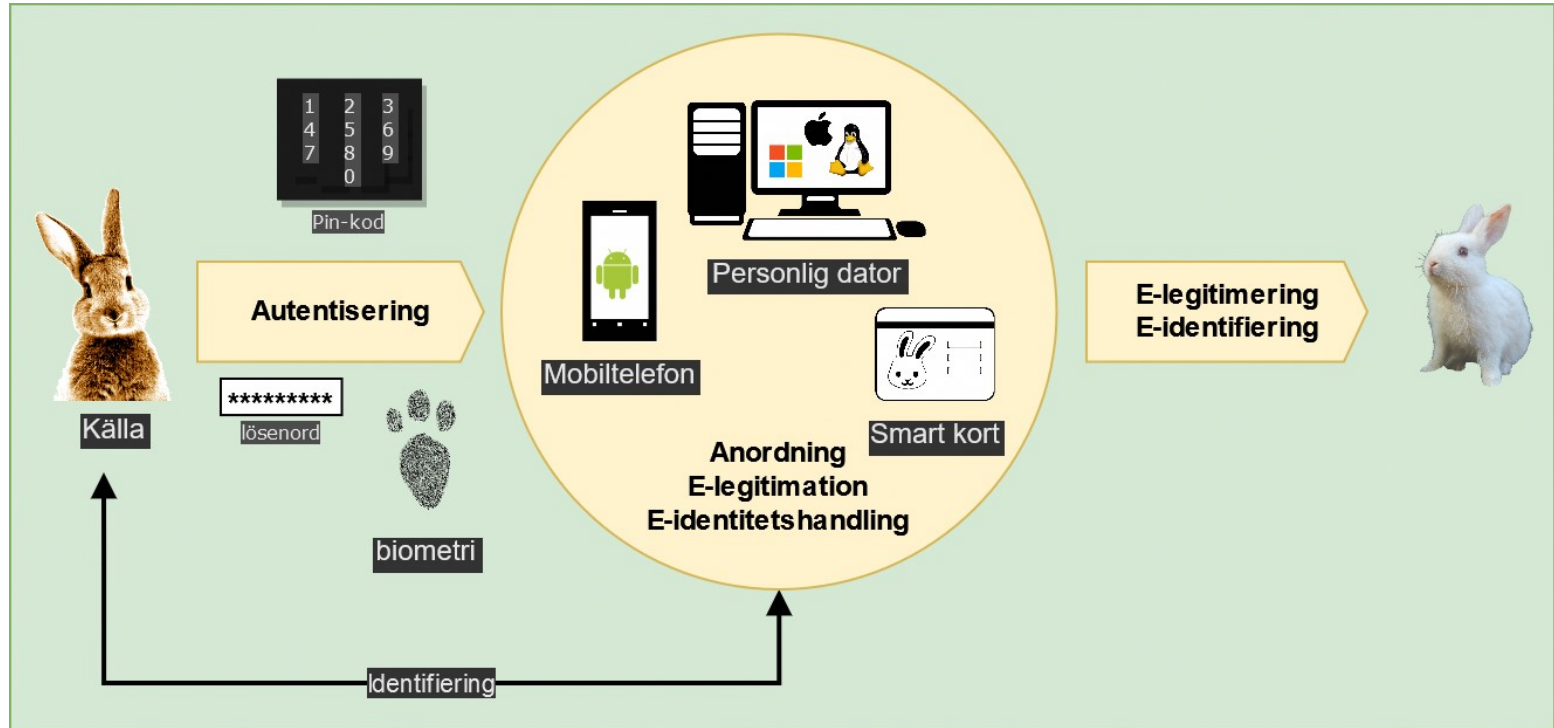 1 2 3
4 5 6
7 8 9
0
Pin-kod
Autentisering
*********
lösenord
biometri
Källa
Personlig dator
Mobiltelefon
Smart kort
Anordning
E-legitimation
E-identitetshandling
E-legitimering
E-identifiering
Identifiering